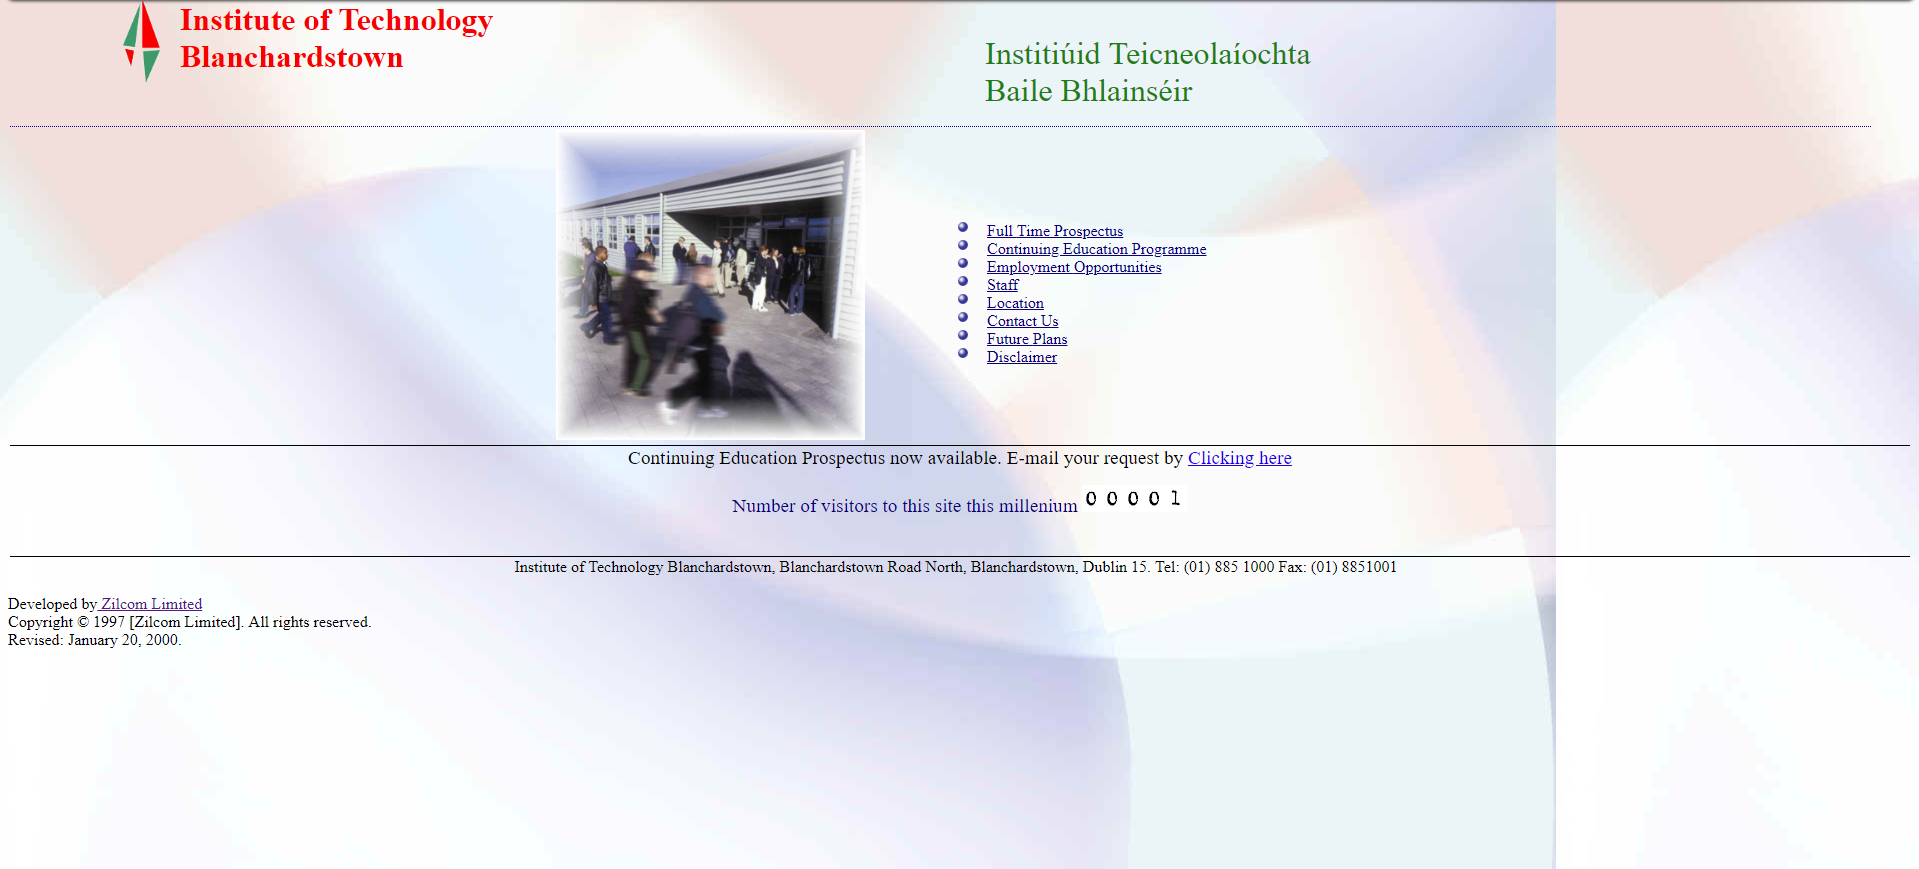 Institute of Technology
Blanchardstown
Institiúid Teicneolaíochta
Baile Bhlainséir
Full Time Prospectus
Continuing Education Programme
Employment Opportunities
Staff
Location
Contact Us
Future Plans
Disclaimer
Continuing Education Prospectus now available. E-mail your request by Clicking here
Number of visitors to this site this millenium 00001
Institute of Technology Blanchardstown, Blanchardstown Road North, Blanchardstown, Dublin 15. Tel: (01) 885 1000 Fax: (01) 8851001
Developed by Zilcom Limited
Copyright © 1997 [Zilcom Limited]. All rights reserved.
Revised: January 20, 2000.